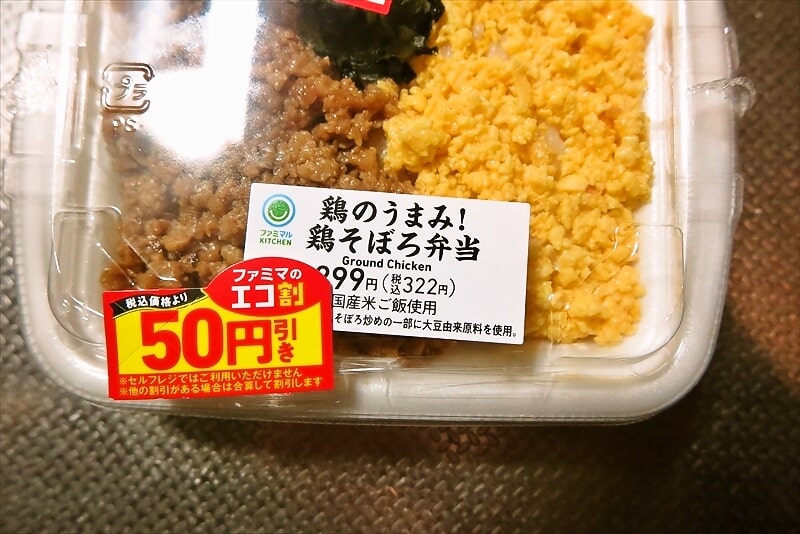 プラ
ファミマル
KITCHEN
鶏のうまみ!
鶏そぼろ弁当
Ground Chicken
99円(税込322円)
国産米ご飯使用
そぼろ炒めの一部に大豆由来原料を使用。
ファミマの
エコ割
税込価格より
50円引き
※セルフレジではご利用いただけません
※他の割引がある場合は合算して割引します